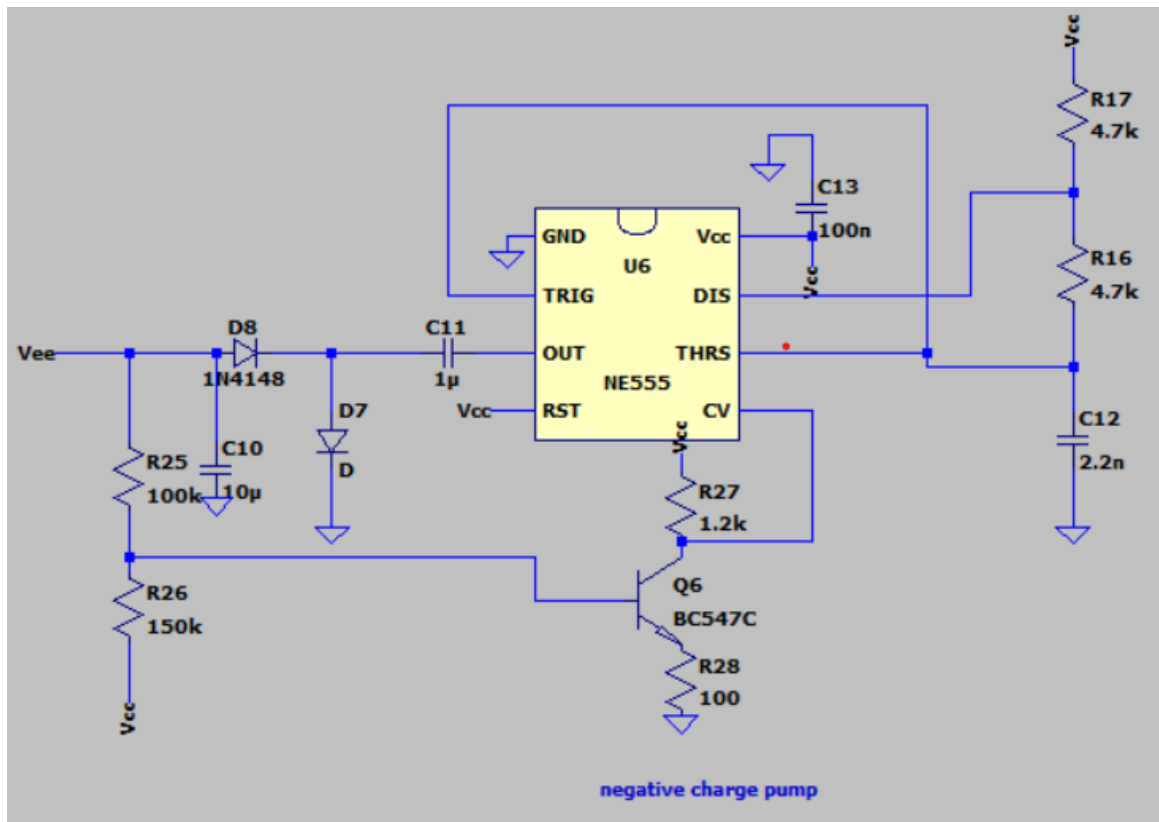 Vcc
R17
4.7k
C13
100n
GND
Vcc
U6
R16
4.7k
TRIG
DIS
Vcc
D8
C11
Vee
OUT
THRS
1N4148
1µ
NE555
D7
Vcc
RST
CV
C12
2.2n
Vcc
D
R25
100k
C10
10µ
R27
1.2k
R26
150k
Q6
BC547C
R28
100
Vcc
negative charge pump